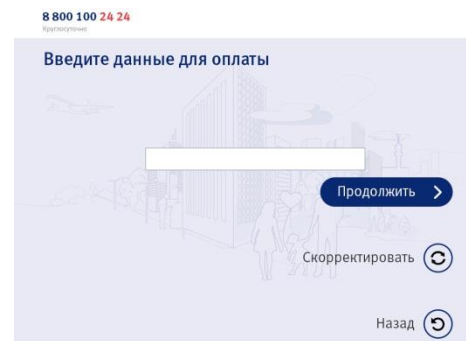 8 800 100 24 24
Круглосуточно
Введите данные для оплаты
Продолжить
Скорректировать
Назад